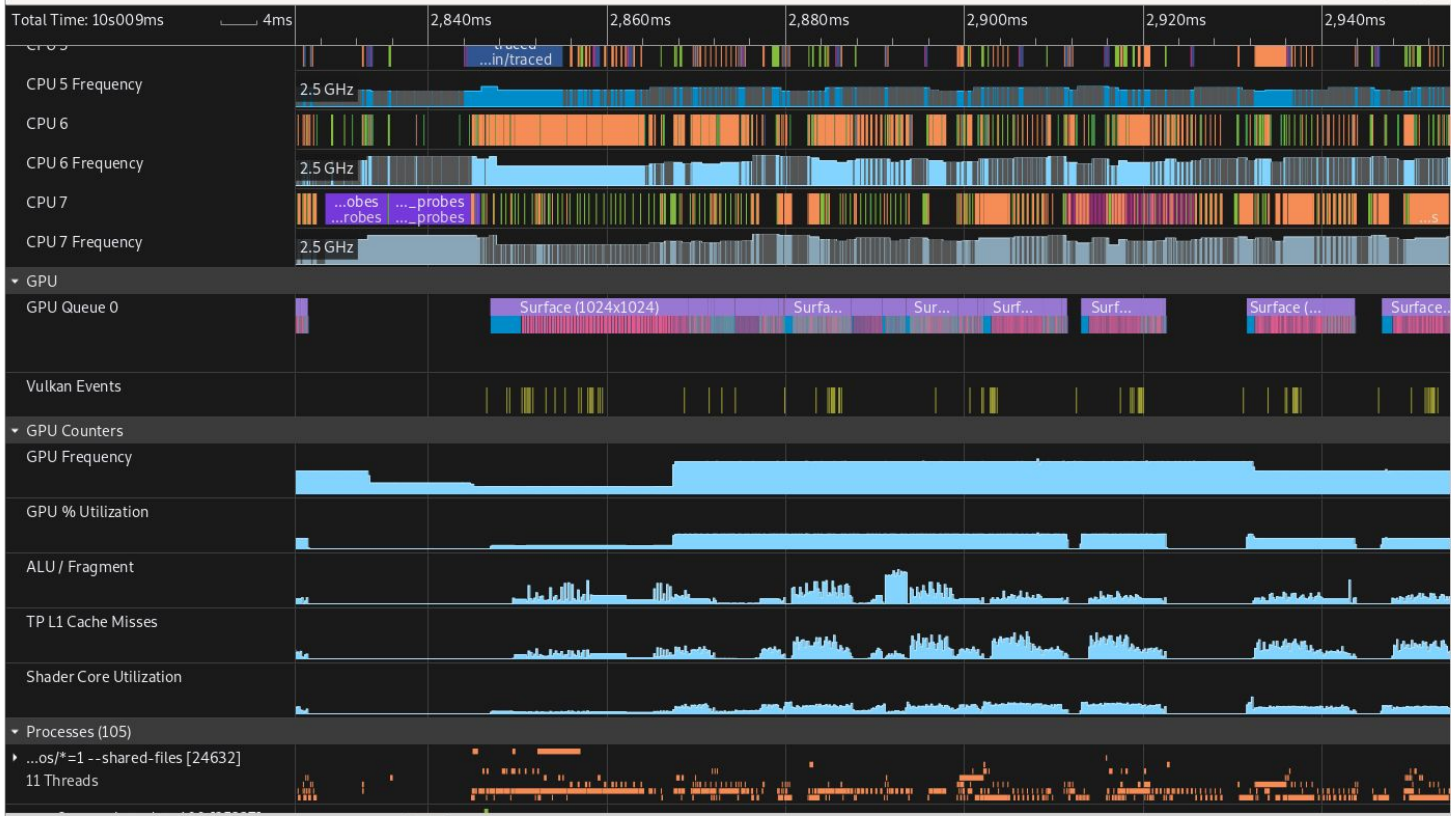 Total Time: 10s009ms 4ms 2,840ms 2,860ms 2,880ms 2,900ms 2,920ms 2,940ms
...in/traced
CPU 5 Frequency
2.5 GHz
CPU 6
CPU 6 Frequency
2.5 GHz
CPU 7
...obes ..._probes
...robes ..._probes
...s
CPU 7 Frequency
2.5 GHz
GPU
GPU Queue 0
Surface (1024x1024) Surfa... Sur... Surf... Surf... Surface (... Surface...
Vulkan Events
GPU Counters
GPU Frequency
GPU % Utilization
ALU / Fragment
TP L1 Cache Misses
Shader Core Utilization
Processes (105)
...os/*=1 --shared-files [24632]
11 Threads